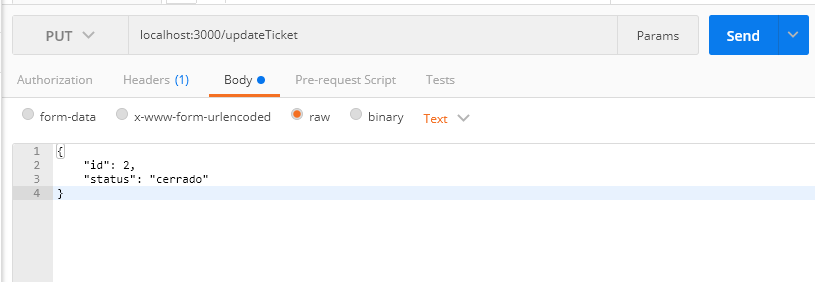 PUT localhost:3000/updateTicket Params Send
Authorization Headers (1) Body Pre-request Script Tests
form-data x-www-form-urlencoded raw binary Text
1 {
2 "id": 2,
3 "status": "cerrado"
4 }